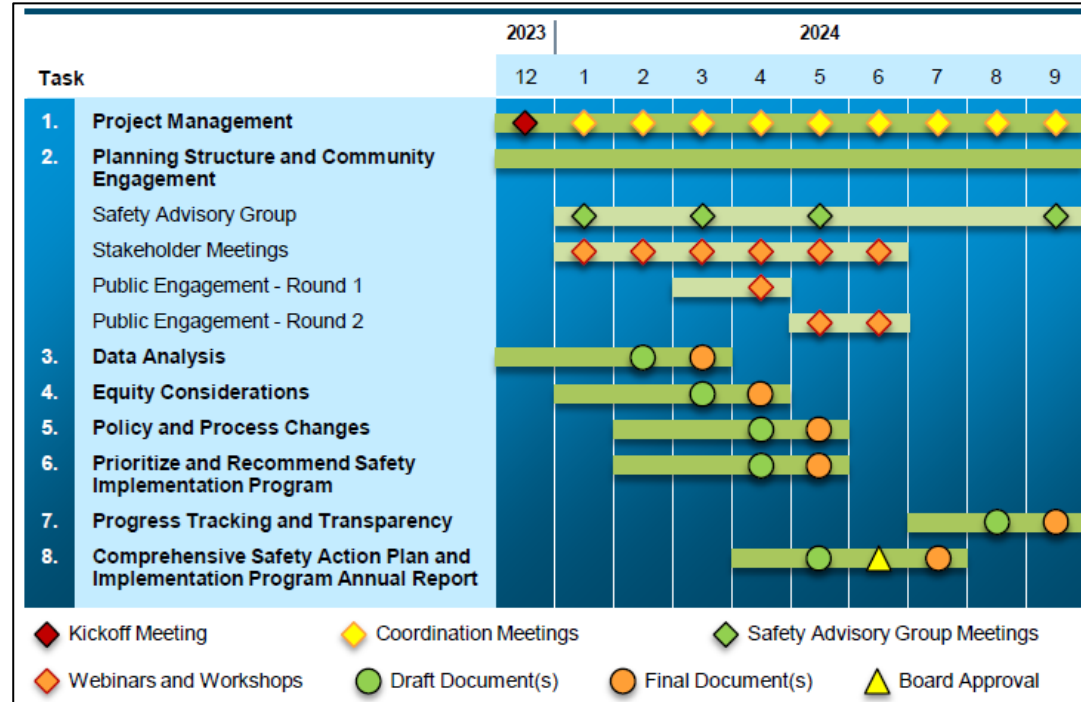 2023 2024
Task 12 1 2 3 4 5 6 7 8 9
1. Project Management
2. Planning Structure and Community
Engagement
Safety Advisory Group
Stakeholder Meetings
Public Engagement - Round 1
Public Engagement - Round 2
3. Data Analysis
4. Equity Considerations
5. Policy and Process Changes
6. Prioritize and Recommend Safety
Implementation Program
7. Progress Tracking and Transparency
8. Comprehensive Safety Action Plan and
Implementation Program Annual Report
Kickoff Meeting Coordination Meetings Safety Advisory Group Meetings
Webinars and Workshops Draft Document(s) Final Document(s) Board Approval